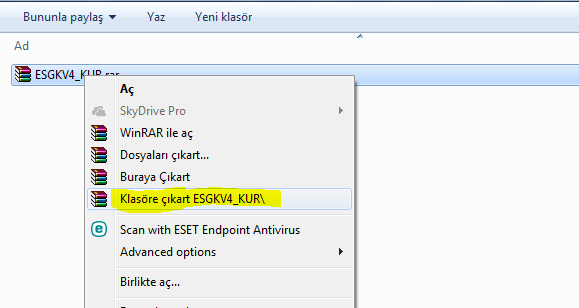 Bununla paylaş Yaz Yeni klasör
Ad
ESGKV4_KUR.rar
Aç
SkyDrive Pro
WinRAR ile aç
Dosyaları çıkart...
Buraya Çıkart
Klasöre çıkart ESGKV4_KUR\
Scan with ESET Endpoint Antivirus
Advanced options
Birlikte aç...